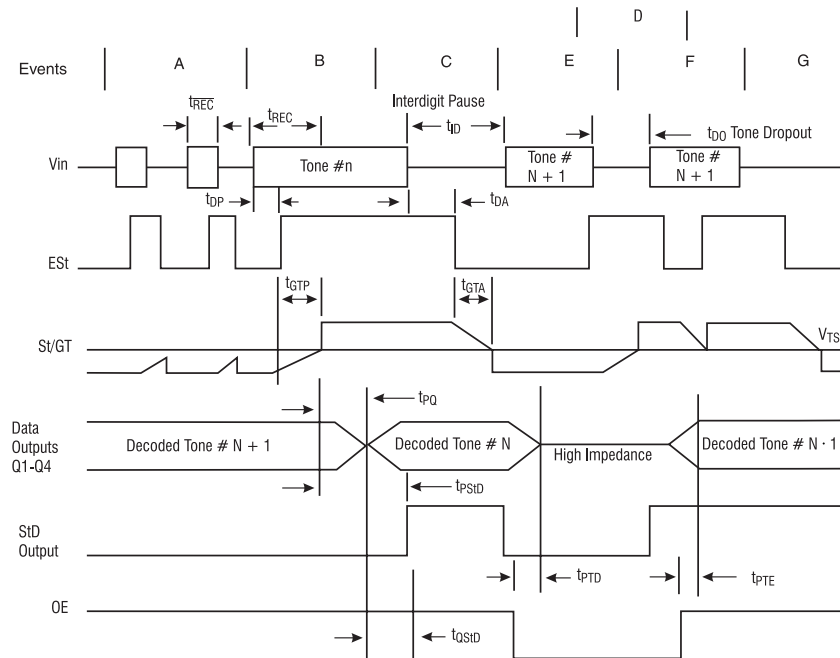 D
Events
A
B
C
E
F
G
tREC
tREC
Interdigit Pause
tID
tDO Tone Dropout
Vin
Tone #n
Tone #
N + 1
Tone #
N + 1
tDP
tDA
ESt
tGTP
tGTA
St/GT
VTS
tPQ
Data
Outputs
Q1-Q4
Decoded Tone # N + 1
Decoded Tone # N
High Impedance
Decoded Tone # N · 1
tPStD
StD
Output
tPTD
tPTE
OE
tQStD